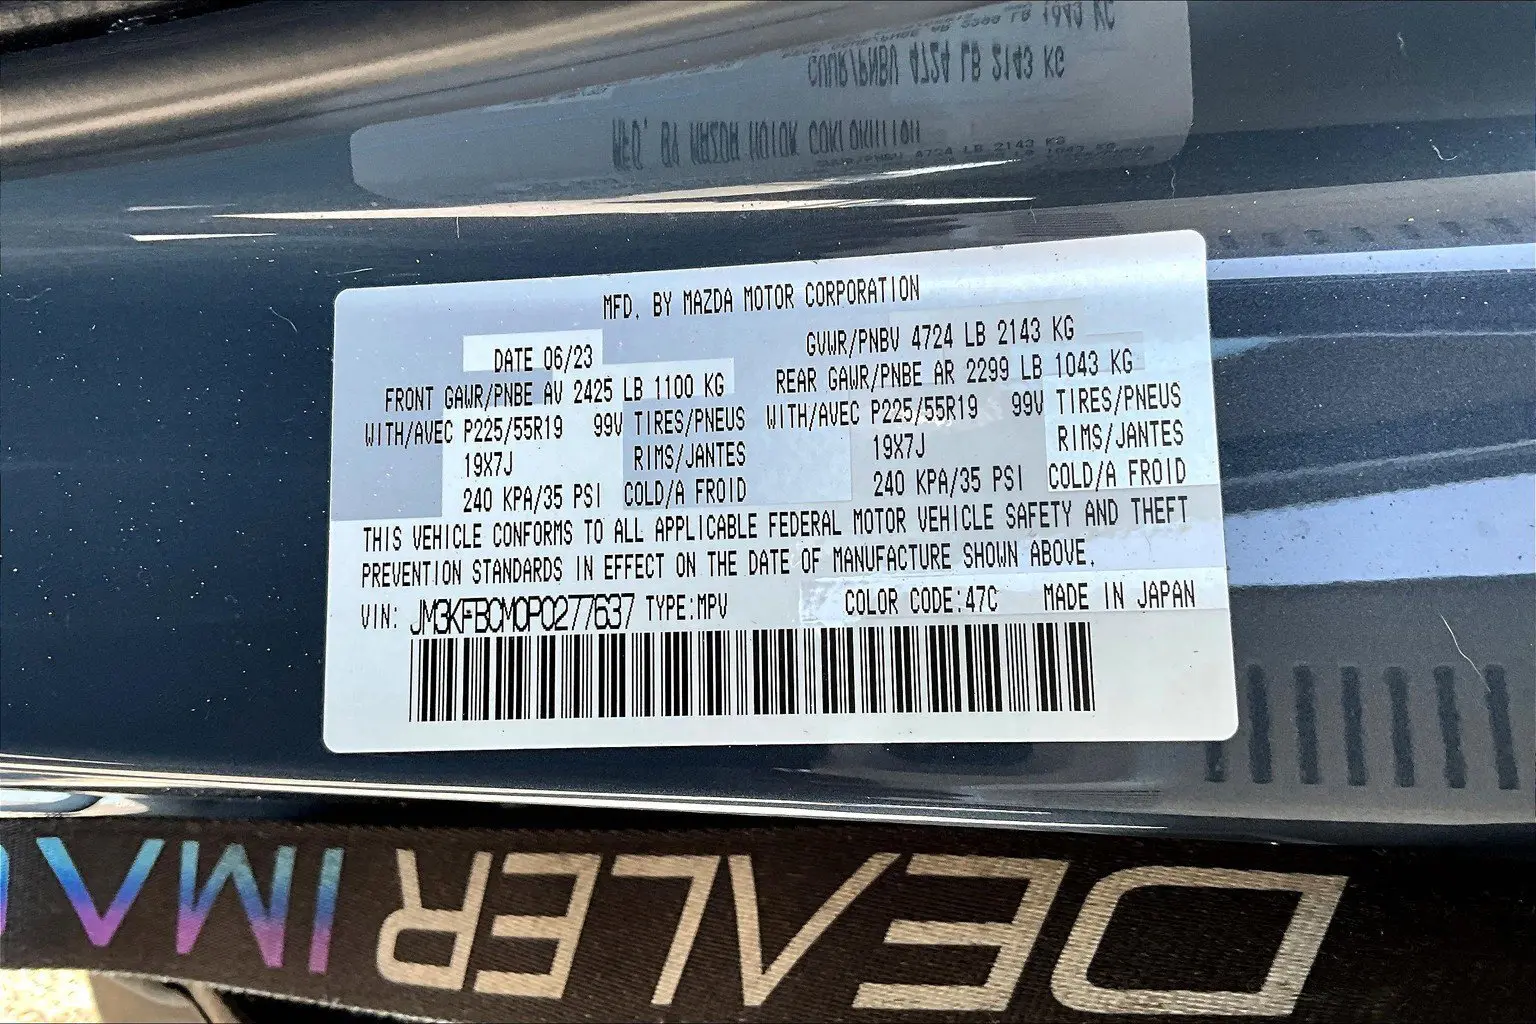 MFD. BY MAZDA MOTOR CORPORATION
DATE 06/23 GVWR/PNBV 4724 LB 2143 KG
FRONT GAWR/PNBE AV 2425 LB 1100 KG REAR GAWR/PNBE AR 2299 LB 1043 KG
WITH/AVEC P225/55R19 99V TIRES/PNEUS WITH/AVEC P225/55R19 99V TIRES/PNEUS
19X7J RIMS/JANTES 19X7J RIMS/JANTES
240 KPA/35 PSI COLD/A FROID 240 KPA/35 PSI COLD/A FROID
THIS VEHICLE CONFORMS TO ALL APPLICABLE FEDERAL MOTOR VEHICLE SAFETY AND THEFT
PREVENTION STANDARDS IN EFFECT ON THE DATE OF MANUFACTURE SHOWN ABOVE.
VIN: JM3KFBCM0P0277637 TYPE:MPV COLOR CODE:47C MADE IN JAPAN
DEALER